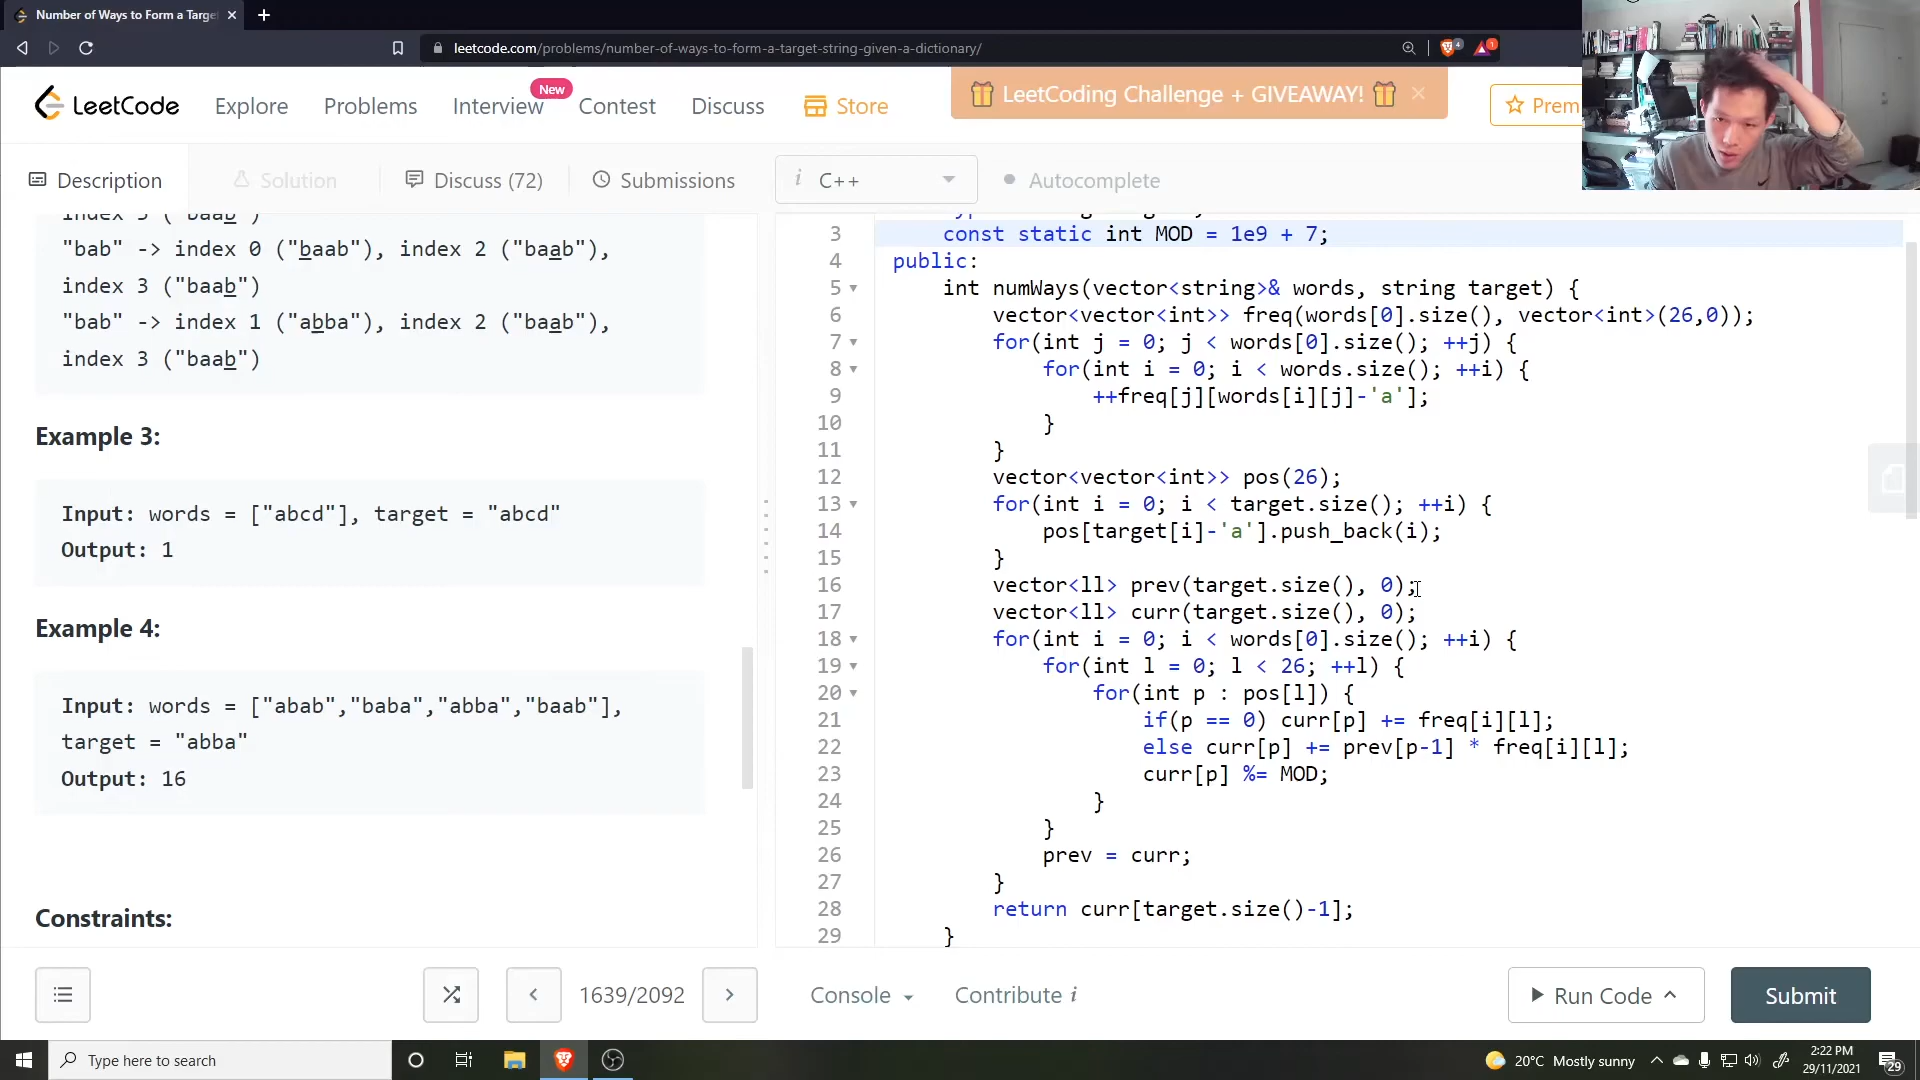 Number of Ways to Form a Targe
leetcode.com/problems/number-of-ways-to-form-a-target-string-given-a-dictionary/
4
1
LeetCode
Explore
Problems
Interview
New
Contest
Discuss
Store
LeetCoding Challenge + GIVEAWAY!
Prem
Description
Solution
Discuss (72)
Submissions
i C++
Autocomplete
"bab" -> index 0 ("baab"), index 2 ("baab"),
index 3 ("baab")
"bab" -> index 1 ("abba"), index 2 ("baab"),
index 3 ("baab")
Example 3:
Input: words = ["abcd"], target = "abcd"
Output: 1
Example 4:
Input: words = ["abab","baba","abba","baab"],
target = "abba"
Output: 16
Constraints:
3 const static int MOD = 1e9 + 7;
4 public:
5 int numWays(vector<string>& words, string target) {
6 vector<vector<int>> freq(words[0].size(), vector<int>(26,0));
7 for(int j = 0; j < words[0].size(); ++j) {
8 for(int i = 0; i < words.size(); ++i) {
9 ++freq[j][words[i][j]-'a'];
10 }
11 }
12 vector<vector<int>> pos(26);
13 for(int i = 0; i < target.size(); ++i) {
14 pos[target[i]-'a'].push_back(i);
15 }
16 vector<ll> prev(target.size(), 0);
17 vector<ll> curr(target.size(), 0);
18 for(int i = 0; i < words[0].size(); ++i) {
19 for(int l = 0; l < 26; ++l) {
20 for(int p : pos[l]) {
21 if(p == 0) curr[p] += freq[i][l];
22 else curr[p] += prev[p-1] * freq[i][l];
23 curr[p] %= MOD;
24 }
25 }
26 prev = curr;
27 }
28 return curr[target.size()-1];
29 }
1639/2092
Console
Contribute i
Run Code
Submit
Type here to search
20°C Mostly sunny
2:22 PM
29/11/2021
29